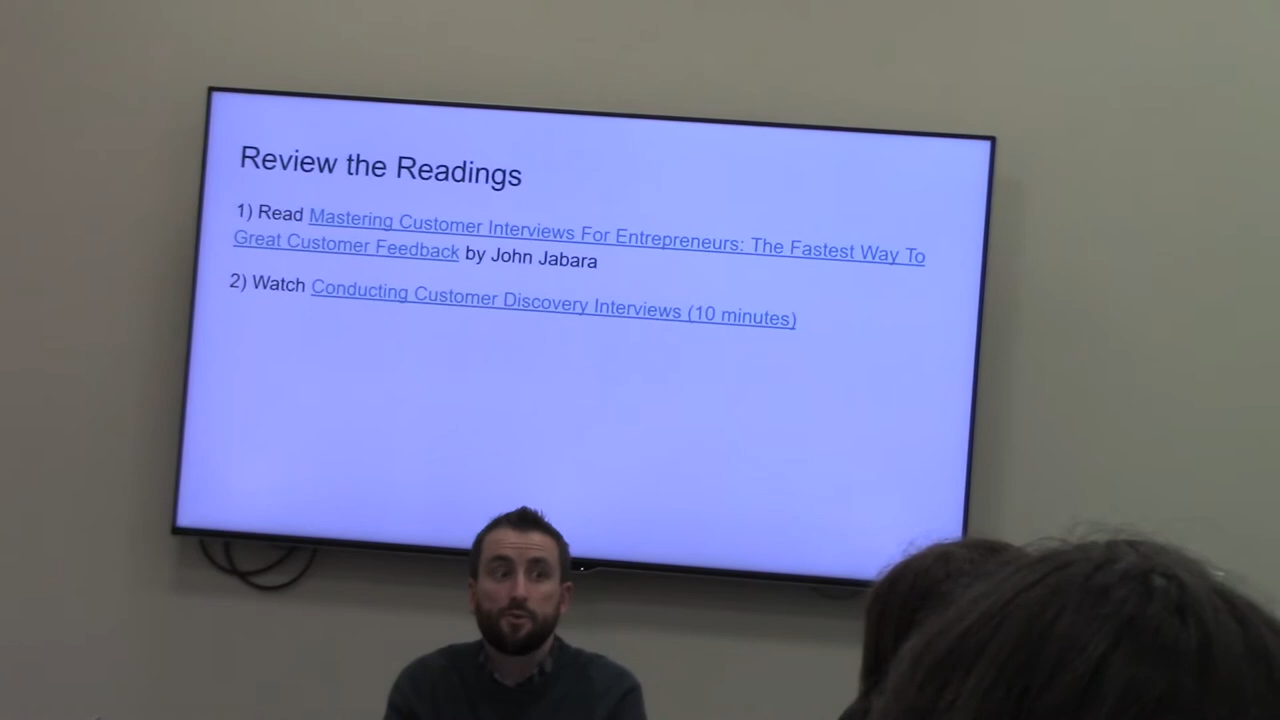 Review the Readings
1) Read Mastering Customer Interviews For Entrepreneurs: The Fastest Way To
Great Customer Feedback by John Jabara
2) Watch Conducting Customer Discovery Interviews (10 minutes)